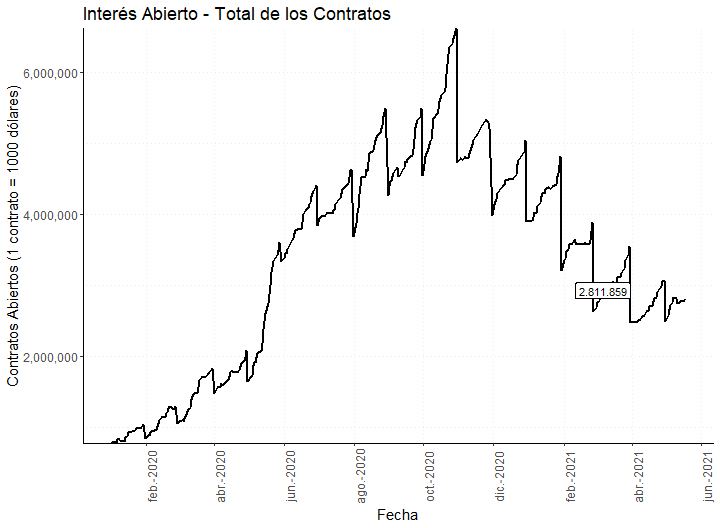 Interés Abierto - Total de los Contratos
Contratos Abiertos (1 contrato = 1000 dólares)
6,000,000
4,000,000
2,000,000
2.811.859
feb.-2020
abr.-2020
jun.-2020
ago.-2020
oct.-2020
dic.-2020
feb.-2021
abr.-2021
jun.-2021
Fecha